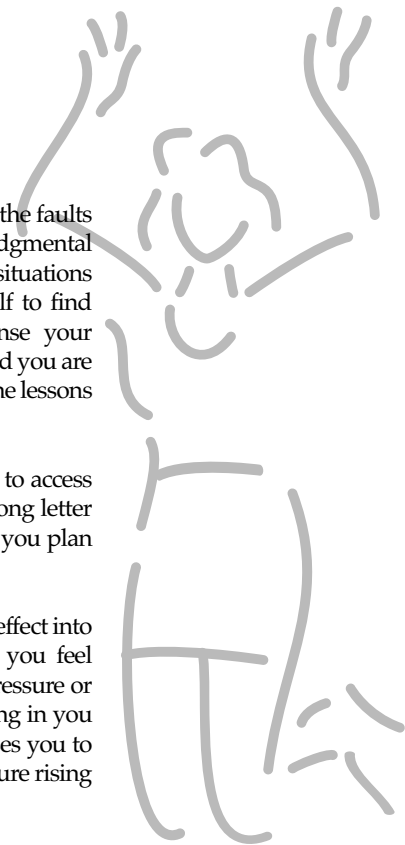 the faults
dgmental
situations
lf to find
nse your
d you are
he lessons
to access
ong letter
you plan
effect into
you feel
ressure or
ng in you
es you to
ure rising